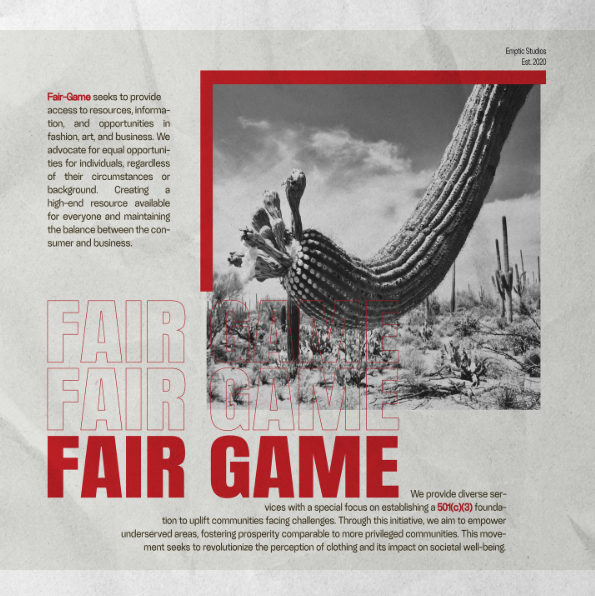 Emptic Studios
Est. 2020
Fair-Game seeks to provide
access to resources, informa-
tion, and opportunities in
fashion, art, and business. We
advocate for equal opportuni-
ties for individuals, regardless
of their circumstances or
background. Creating a
high-end resource available
for everyone and maintaining
the balance between the con-
sumer and business.
FAIR GAME
FAIR GAME
FAIR GAME
We provide diverse ser-
vices with a special focus on establishing a 501(c)(3) founda-
tion to uplift communities facing challenges. Through this initiative, we aim to empower
underserved areas, fostering prosperity comparable to more privileged communities. This move-
ment seeks to revolutionize the perception of clothing and its impact on societal well-being.